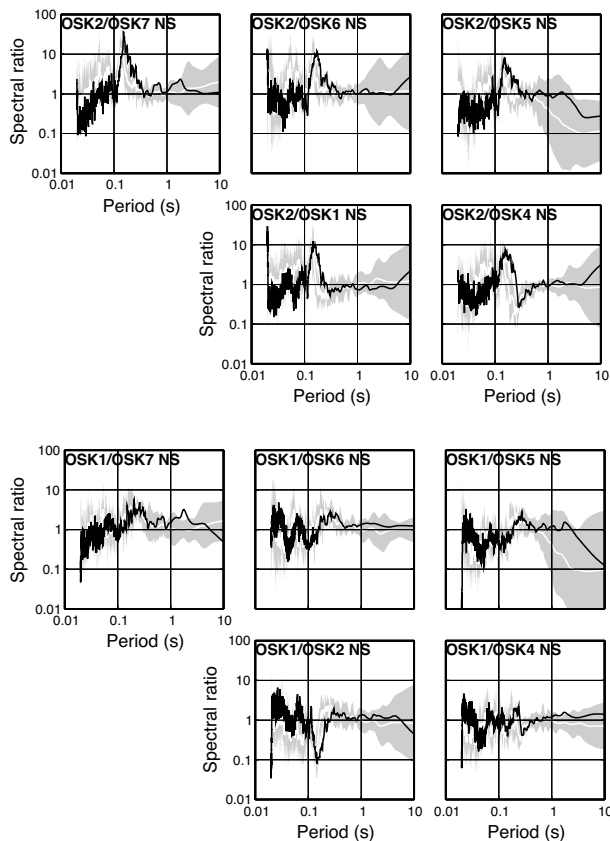 OSK2/OSK7 NS
OSK2/OSK6 NS
OSK2/OSK5 NS
100
10
1
0.1
0.01
Spectral ratio
0.01
0.1
1
10
Period (s)
OSK2/OSK1 NS
OSK2/OSK4 NS
100
10
1
0.1
0.01
Spectral ratio
0.01
0.1
1
10
0.01
0.1
1
10
Period (s)
Period (s)
OSK1/OSK7 NS
OSK1/OSK6 NS
OSK1/OSK5 NS
100
10
1
0.1
0.01
Spectral ratio
0.01
0.1
1
10
Period (s)
OSK1/OSK2 NS
OSK1/OSK4 NS
100
10
1
0.1
0.01
Spectral ratio
0.01
0.1
1
10
0.01
0.1
1
10
Period (s)
Period (s)